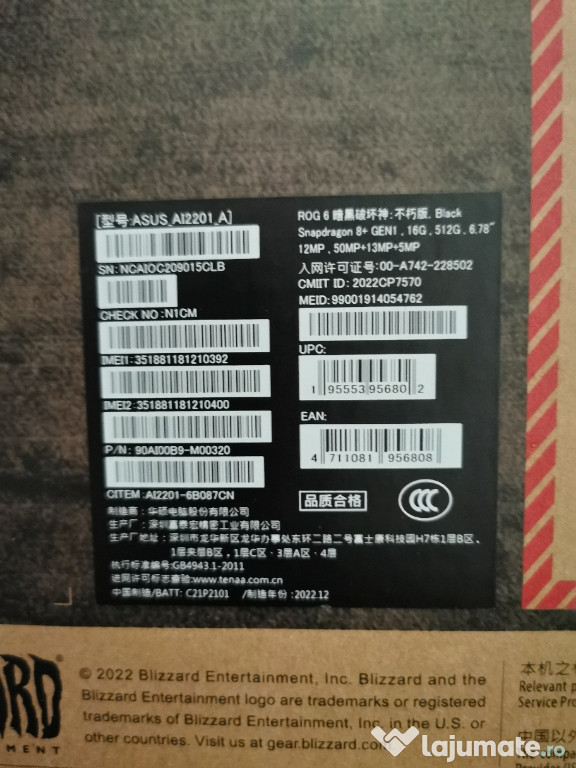 [型号:ASUS_AI2201_A]
SN: NCAIOC209015CLB
CHECK NO.:N1CM
IMEI1:351881181210392
IMEI2:351881181210400
P/N: 90AI00B9-M00320
CITEM: AI2201-6B087CN
ROG 6 暗黑破坏神:不朽版, Black
Snapdragon 8+ GEN1, 16G, 512G, 6.78"
12MP, 50MP+13MP+5MP
入网许可证号:00-A742-228502
CMIIT ID: 2022CP7570
MEID:99001914054762
UPC:
1 95553 95680 2
EAN:
4 711081 956808
品质合格
CCC
制造商: 华硕电脑股份有限公司
生产厂: 深圳嘉泰宏精密工业有限公司
生产厂地址: 深圳市龙华新区龙华办事处东环二路二号富士康科技园H7栋1层B区,
1层夹层B区, 1层C区·3层A区·4层
执行标准编号:GB4943.1-2011
进网许可标志查验:www.tenaa.com.cn
中国制造/BATT: C21P2101 /制造年份:2022.12
© 2022 Blizzard Entertainment, Inc. Blizzard and the
Blizzard Entertainment logo are trademarks or registered
trademarks of Blizzard Entertainment, Inc. in the U.S. or
other countries. Visit us at gear.blizzard.com
本机之
Relevant
Service
中国以外
The
lajumate.ro